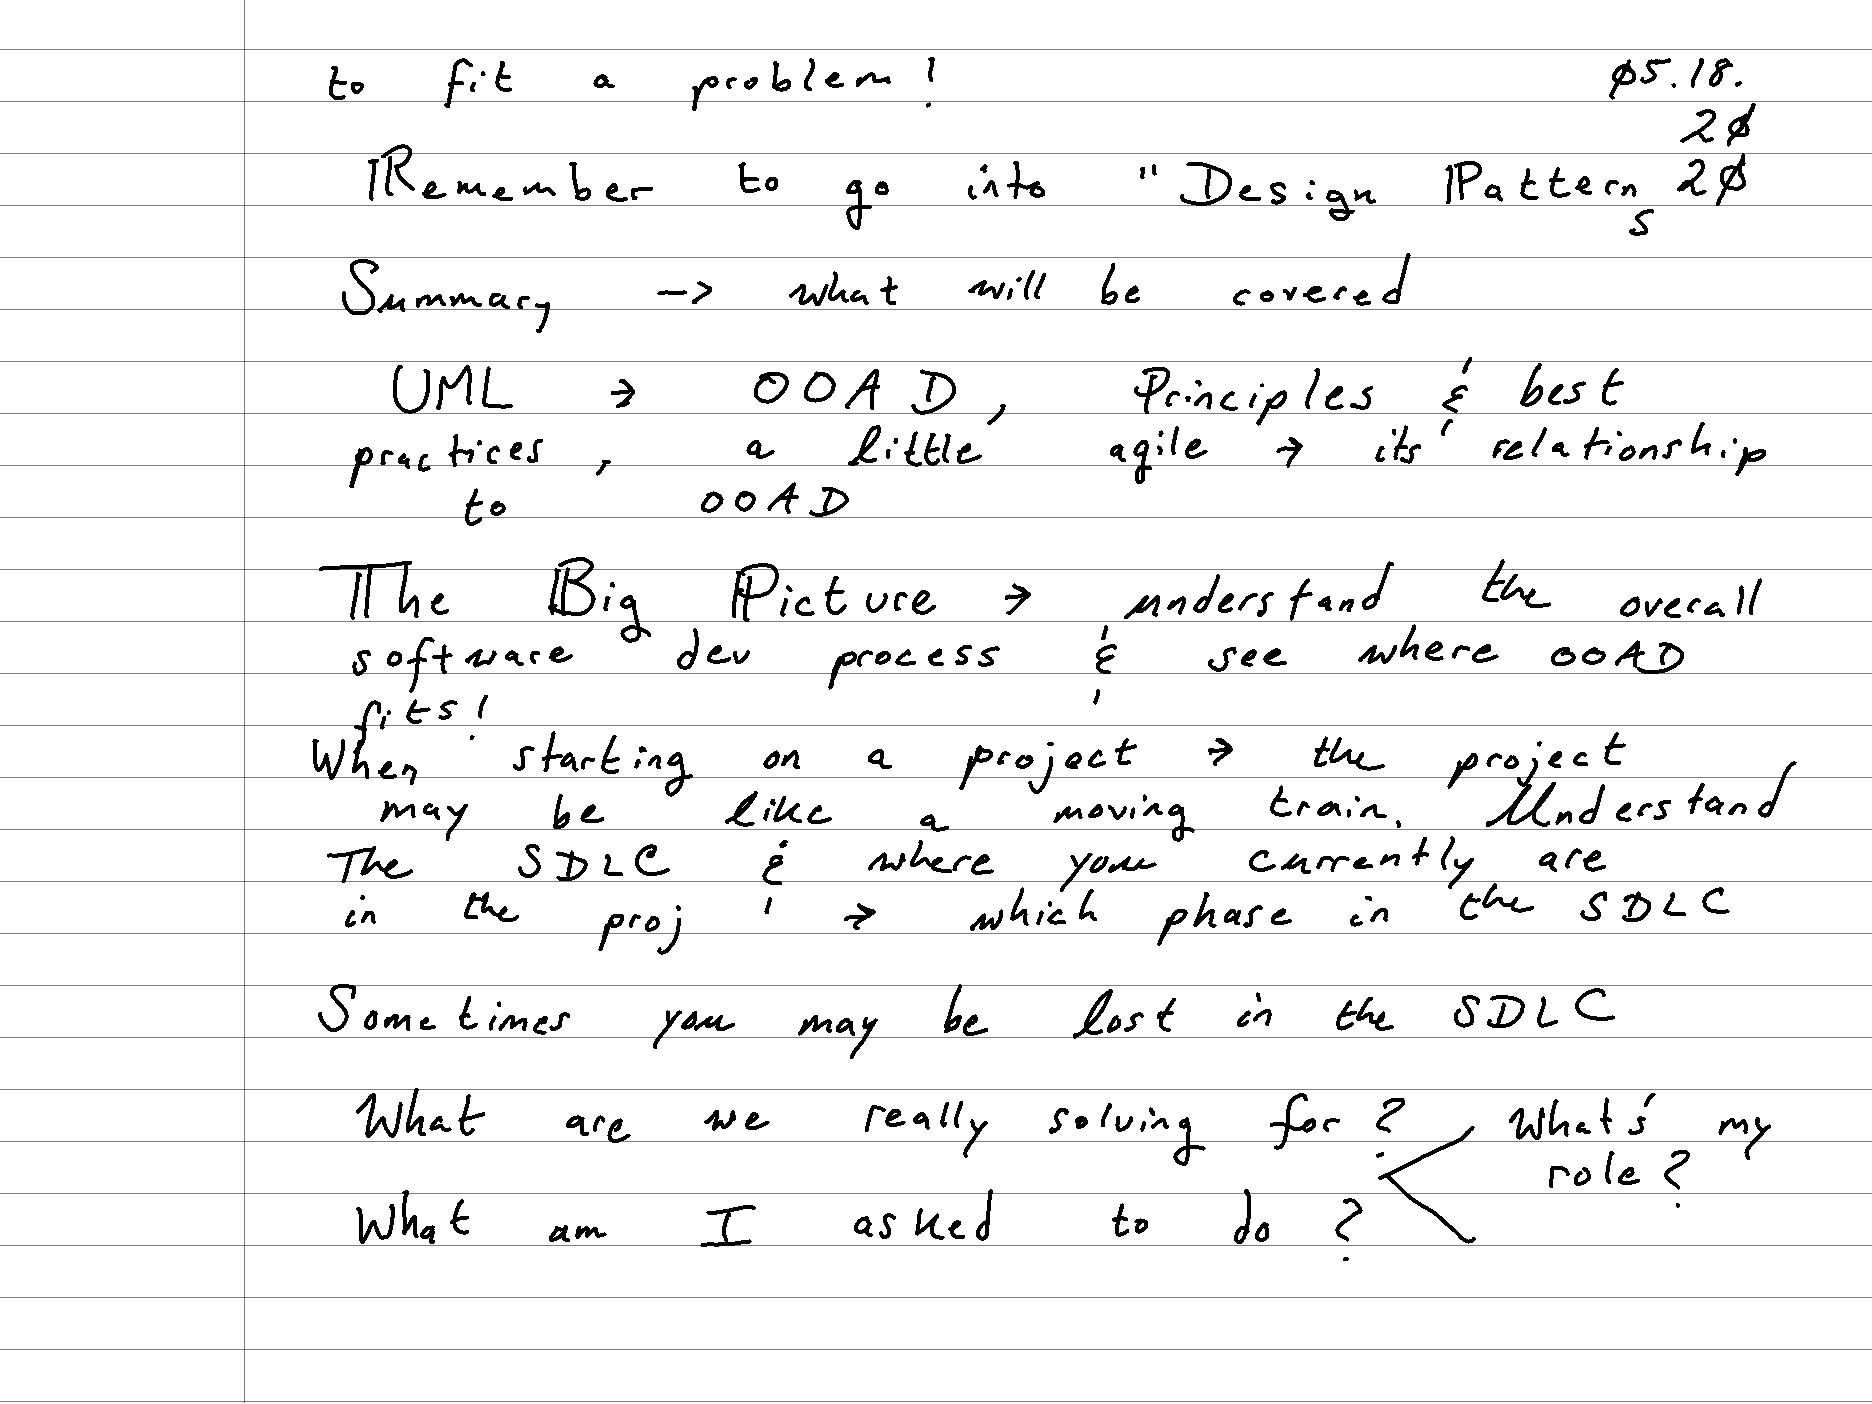 to fit a problem! 05.18.
20
Remember to go into "Design Pattern 20
s
Summary -> what will be covered
UML → OOAD, Principles & best
practices, a little agile → its' relationship
to OOAD
The Big Picture → understand the overall
software dev process & see where OOAD
fits!
When starting on a project → the project
may be like a moving train. Understand
The SDLC & where you currently are
in the proj → which phase in the SDLC
Sometimes you may be lost in the SDLC
What are we really solving for? What's my
role?
What am I asked to do?